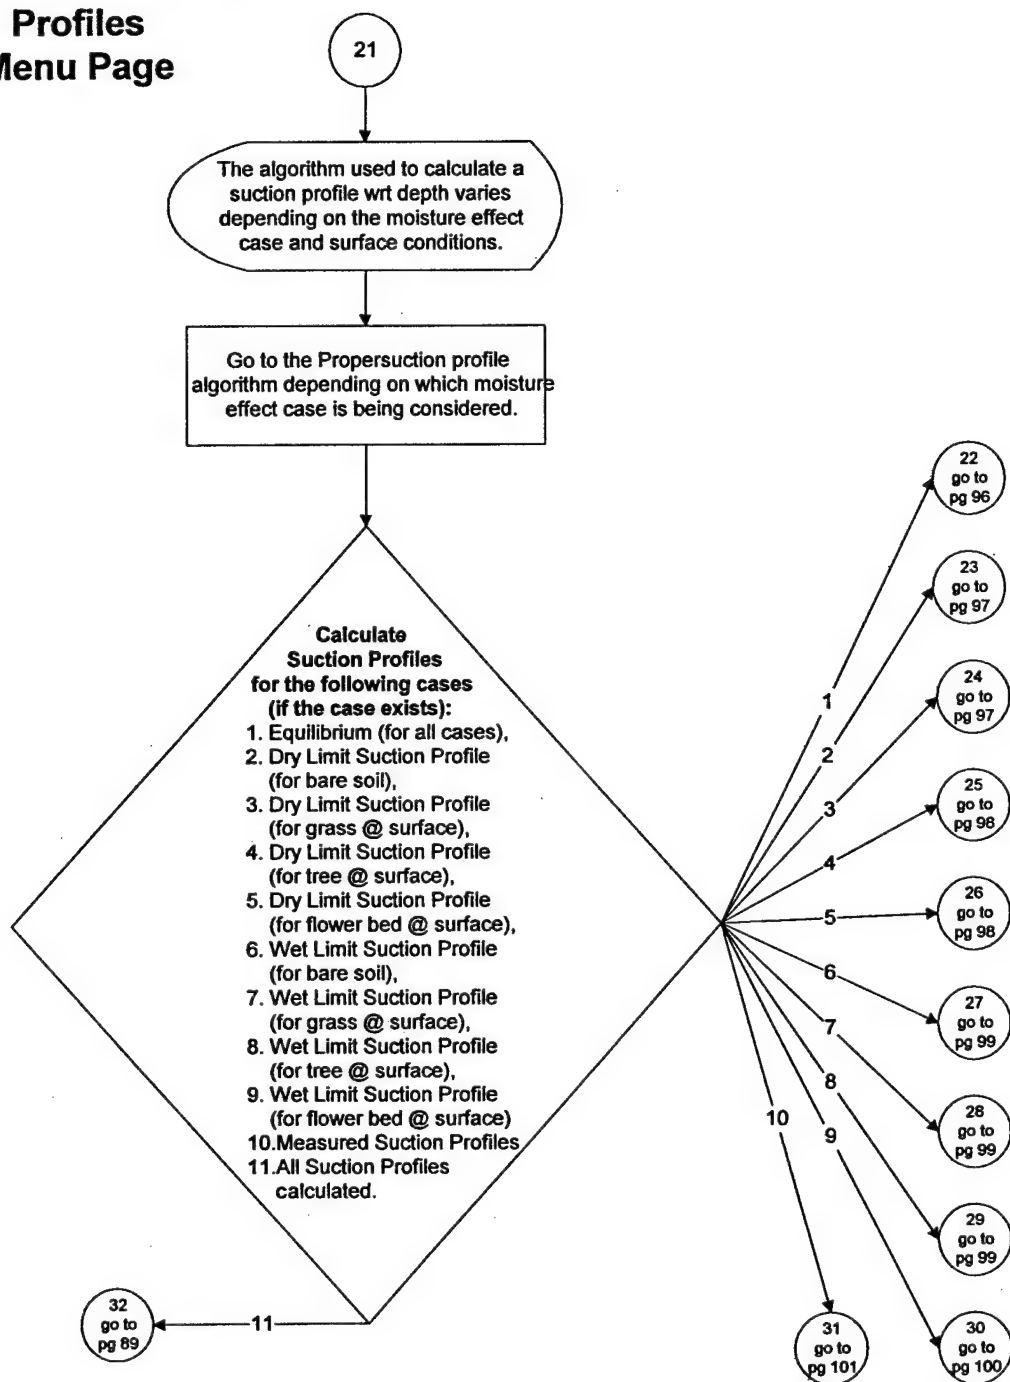 Profiles
Menu Page
21
The algorithm used to calculate a
suction profile wrt depth varies
depending on the moisture effect
case and surface conditions.
Go to the Propersuction profile
algorithm depending on which moisture
effect case is being considered.
Calculate
Suction Profiles
for the following cases
(if the case exists):
1. Equilibrium (for all cases),
2. Dry Limit Suction Profile
(for bare soil),
3. Dry Limit Suction Profile
(for grass @ surface),
4. Dry Limit Suction Profile
(for tree @ surface),
5. Dry Limit Suction Profile
(for flower bed @ surface),
6. Wet Limit Suction Profile
(for bare soil),
7. Wet Limit Suction Profile
(for grass @ surface),
8. Wet Limit Suction Profile
(for tree @ surface),
9. Wet Limit Suction Profile
(for flower bed @ surface)
10.Measured Suction Profiles
11.All Suction Profiles
calculated.
1
2
3
4
5
6
7
8
9
10
11
22
go to
pg 96
23
go to
pg 97
24
go to
pg 97
25
go to
pg 98
26
go to
pg 98
27
go to
pg 99
28
go to
pg 99
29
go to
pg 99
30
go to
pg 100
31
go to
pg 101
32
go to
pg 89